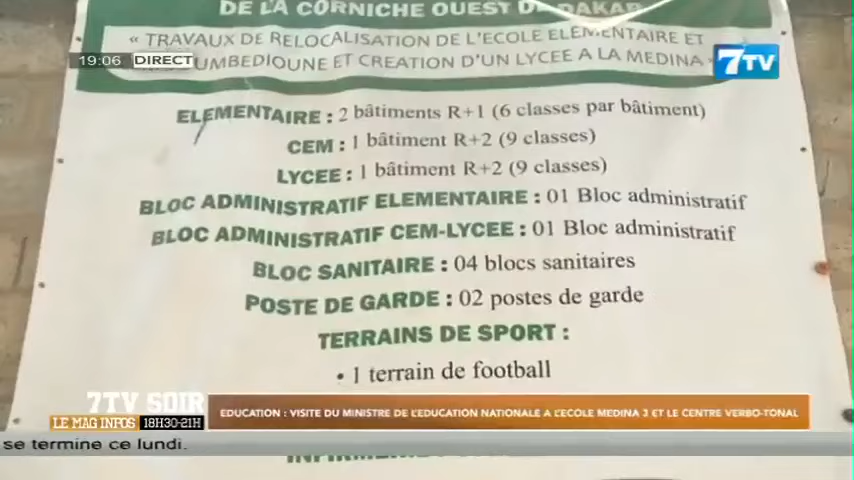 DE LA CORNICHE OUEST DE DAKAR
« TRAVAUX DE RELOCALISATION DE L'ECOLE ELEMENTAIRE ET
UMBEDIOUNE ET CREATION D'UN LYCEE A LA MEDINA »
19:06 DIRECT
7TV
ELEMENTAIRE : 2 bâtiments R+1 (6 classes par bâtiment)
CEM : 1 bâtiment R+2 (9 classes)
LYCEE : 1 bâtiment R+2 (9 classes)
BLOC ADMINISTRATIF ELEMENTAIRE : 01 Bloc administratif
BLOC ADMINISTRATIF CEM-LYCEE : 01 Bloc administratif
BLOC SANITAIRE : 04 blocs sanitaires
POSTE DE GARDE : 02 postes de garde
TERRAINS DE SPORT :
• 1 terrain de football
7TV SOIR
LE MAG INFOS 18H30-21H
EDUCATION : VISITE DU MINISTRE DE L'EDUCATION NATIONALE A L'ECOLE MEDINA 3 ET LE CENTRE VERBO-TONAL
se termine ce lundi.